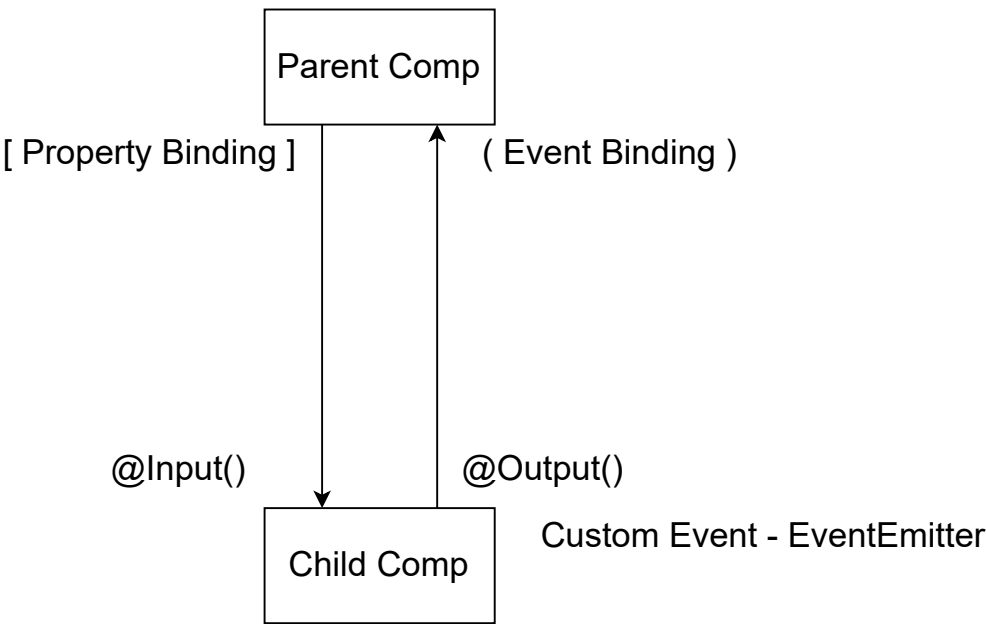 Parent Comp
[ Property Binding ]
( Event Binding )
@Input()
@Output()
Custom Event - EventEmitter
Child Comp